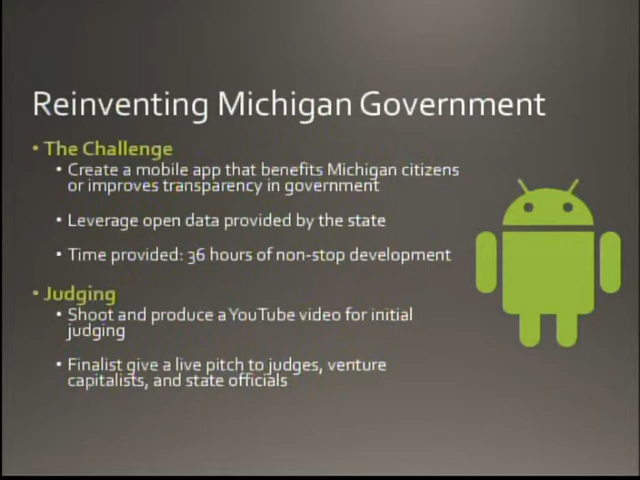 Reinventing Michigan Government
• The Challenge
• Create a mobile app that benefits Michigan citizens
or improves transparency in government
• Leverage open data provided by the state
• Time provided: 36 hours of non-stop development
• Judging
• Shoot and produce a YouTube video for initial
judging
• Finalist give a live pitch to judges, venture
capitalists, and state officials